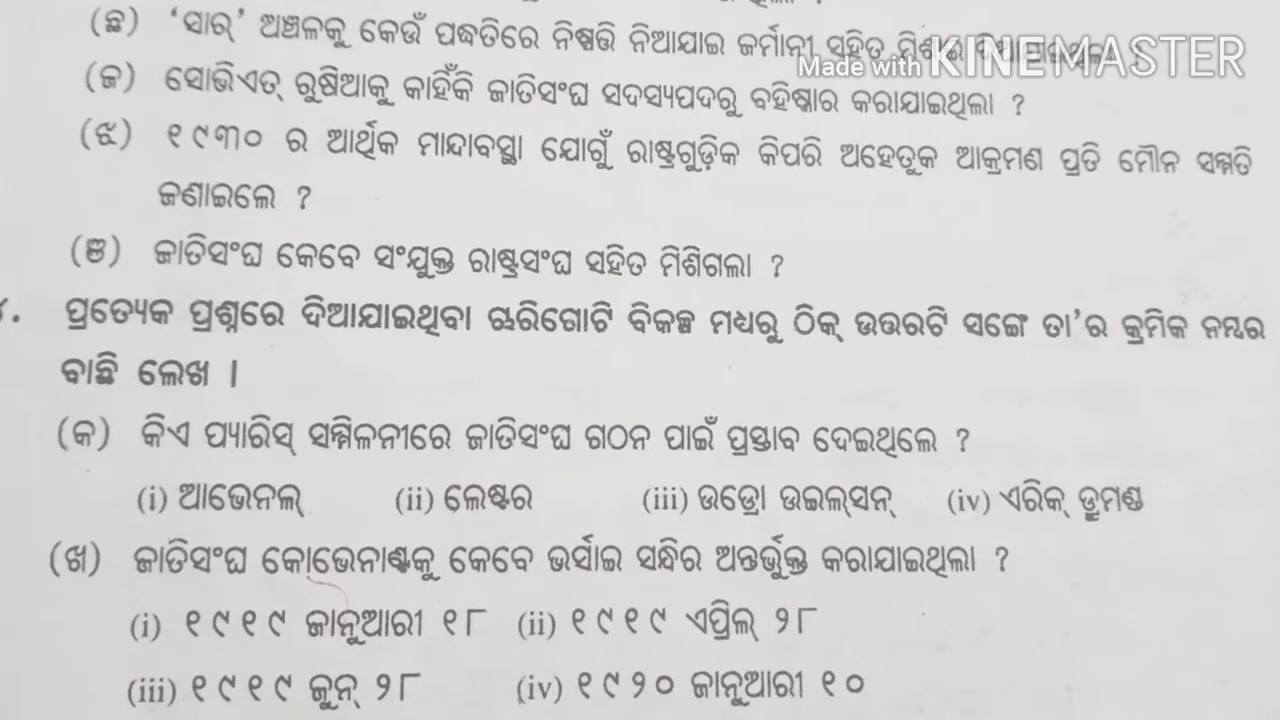 (ଛ) ‘ସାର୍’ ଅଞ୍ଚଳକୁ କେଉଁ ପଦ୍ଧତିରେ ନିଷ୍ପତ୍ତି ନିଆଯାଇ ଜର୍ମାନୀ ସହିତ
Made with KINEMASTER
(ଜ) ସୋଭିଏତ୍ ରୁଷିଆକୁ କାହିଁକି ଜାତିସଂଘ ସଦସ୍ୟପଦରୁ ବହିଷ୍କାର କରାଯାଇଥିଲା ?
(ଝ) ୧୯୩୦ ର ଆର୍ଥିକ ମାନ୍ଦାବସ୍ଥା ଯୋଗୁଁ ରାଷ୍ଟ୍ରଗୁଡ଼ିକ କିପରି ଅହେତୁକ ଆକ୍ରମଣ ପ୍ରତି ମୌନ ସମ୍ମତି
ଜଣାଇଲେ ?
(ଞ) ଜାତିସଂଘ କେବେ ସଂଯୁକ୍ତ ରାଷ୍ଟ୍ରସଂଘ ସହିତ ମିଶିଗଲା ?
୪. ପ୍ରତ୍ୟେକ ପ୍ରଶ୍ନରେ ଦିଆଯାଇଥିବା ଚାରିଗୋଟି ବିକଳ୍ପ ମଧ୍ୟରୁ ଠିକ୍ ଉତ୍ତରଟି ସଙ୍ଗେ ତା’ର କ୍ରମିକ ନମ୍ବର
ବାଛି ଲେଖ ।
(କ) କିଏ ପ୍ୟାରିସ୍ ସମ୍ମିଳନୀରେ ଜାତିସଂଘ ଗଠନ ପାଇଁ ପ୍ରସ୍ତାବ ଦେଇଥିଲେ ?
(i) ଆଭେନଲ୍ (ii) ଲେଷ୍ଟର (iii) ଉଡ୍ରୋ ଉଇଲ୍‌ସନ୍ (iv) ଏରିକ୍ ଡ୍ରୁମଣ୍ଡ
(ଖ) ଜାତିସଂଘ କୋଭେନାଣ୍ଟକୁ କେବେ ଭର୍ସାଇ ସନ୍ଧିର ଅନ୍ତର୍ଭୁକ୍ତ କରାଯାଇଥିଲା ?
(i) ୧୯୧୯ ଜାନୁଆରୀ ୧୮ (ii) ୧୯୧୯ ଏପ୍ରିଲ୍ ୨୮
(iii) ୧୯୧୯ ଜୁନ୍ ୨୮ (iv) ୧୯୨୦ ଜାନୁଆରୀ ୧୦